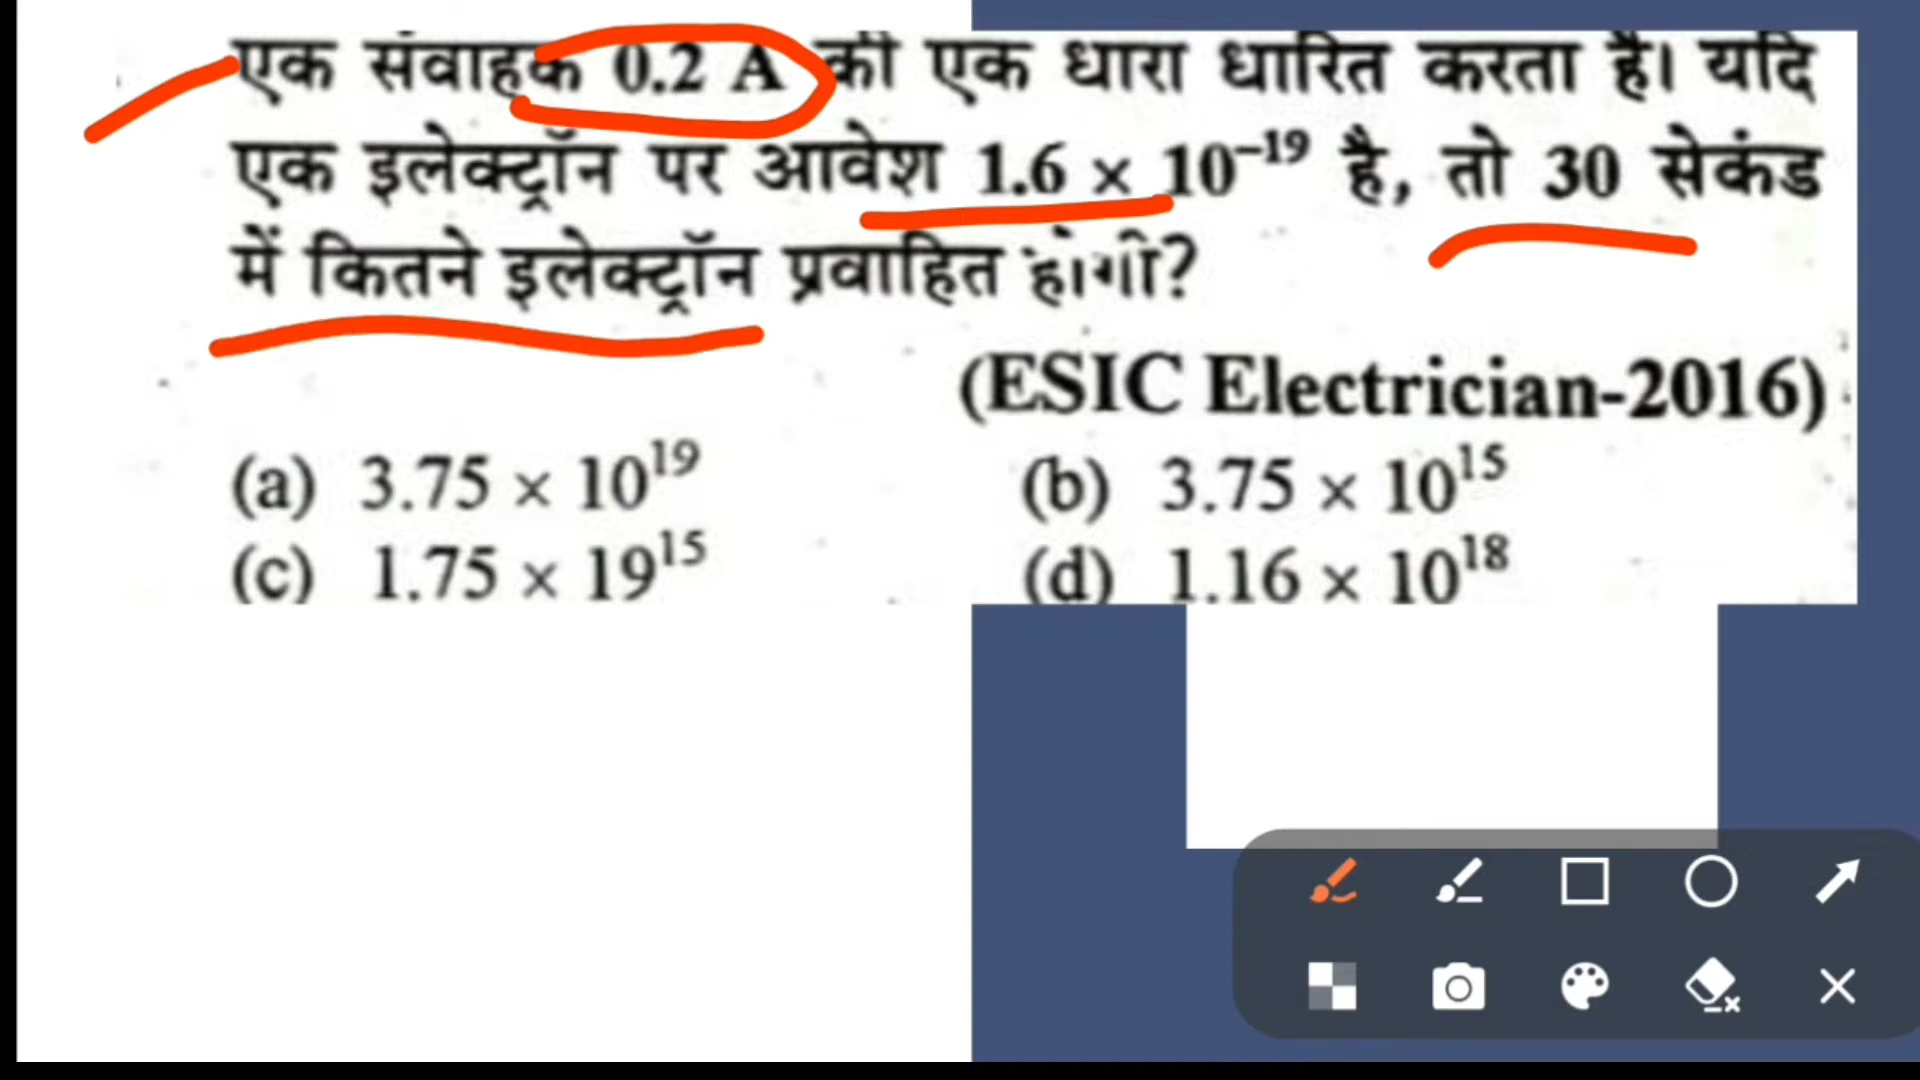 एक संवाहक 0.2 A की एक धारा धारित करता है। यदि
एक इलेक्ट्रॉन पर आवेश 1.6 × 10⁻¹⁹ है, तो 30 सेकंड
में कितने इलेक्ट्रॉन प्रवाहित होगी?
(ESIC Electrician-2016)
(a) 3.75 × 10¹⁹ (b) 3.75 × 10¹⁵
(c) 1.75 × 19¹⁵ (d) 1.16 × 10¹⁸